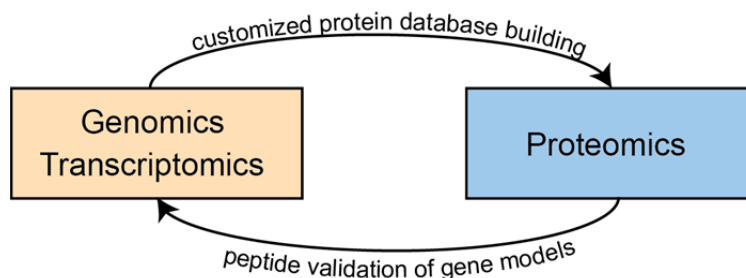 customized protein database building
Genomics
Transcriptomics
Proteomics
peptide validation of gene models